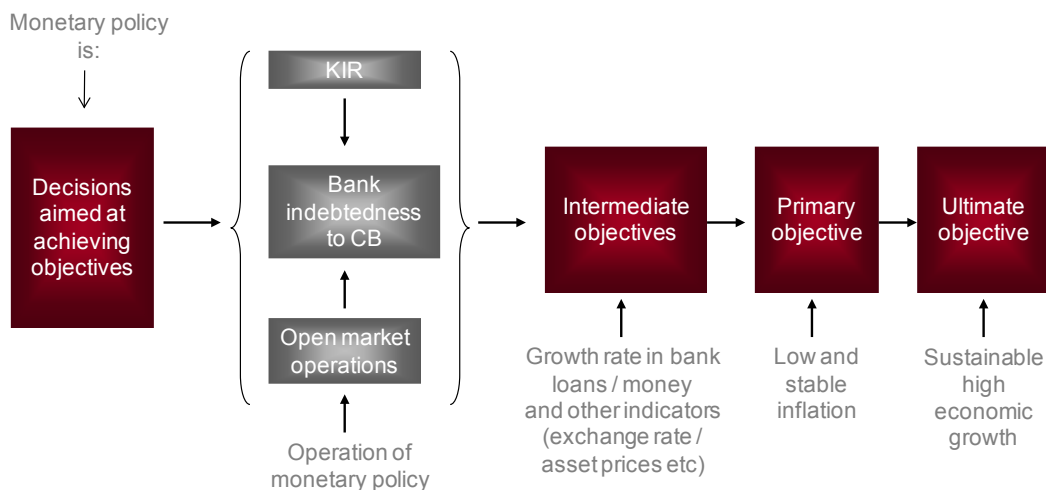 Monetary policy
is:
Decisions
aimed at
achieving
objectives
KIR
Bank
indebtedness
to CB
Open market
operations
Operation of
monetary policy
Intermediate
objectives
Growth rate in bank
loans / money
and other indicators
(exchange rate /
asset prices etc)
Primary
objective
Low and
stable
inflation
Ultimate
objective
Sustainable
high
economic
growth